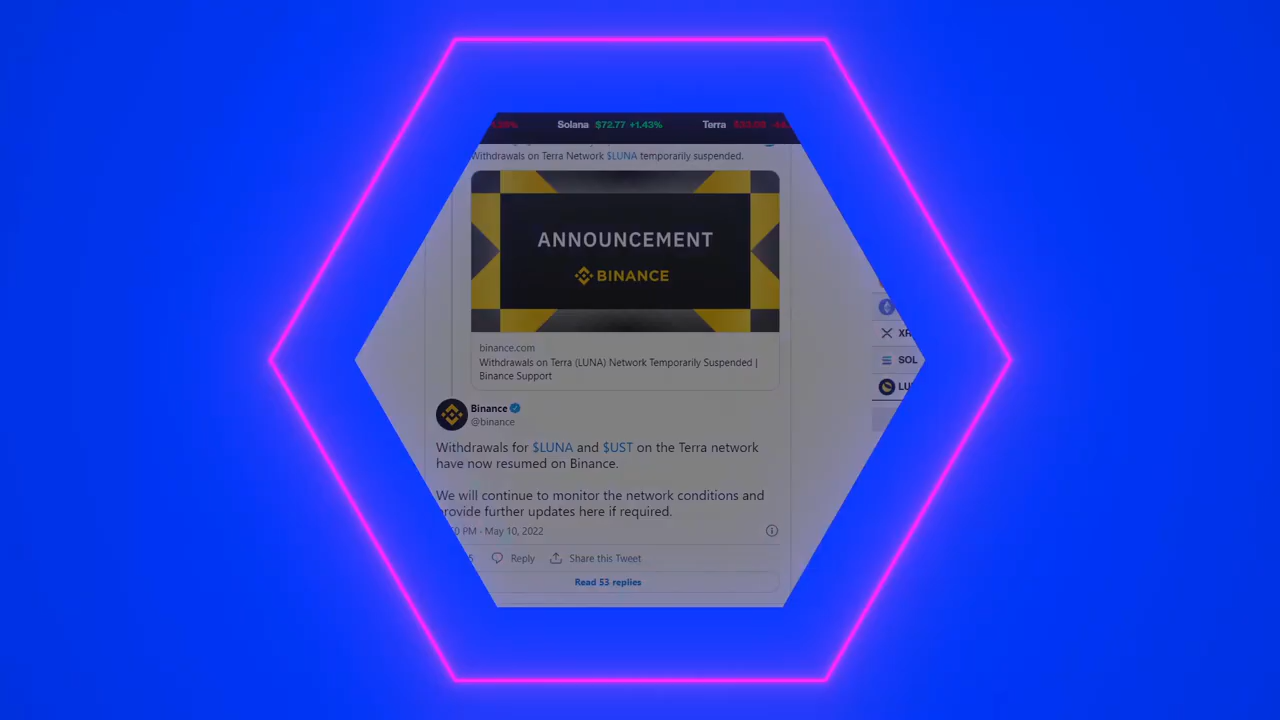 Solana $72.77 +1.43% Terra
Withdrawals on Terra Network $LUNA temporarily suspended.
ANNOUNCEMENT
BINANCE
binance.com
Withdrawals on Terra (LUNA) Network Temporarily Suspended |
Binance Support
XR
SOL
LU
Binance
@binance
Withdrawals for $LUNA and $UST on the Terra network
have now resumed on Binance.
We will continue to monitor the network conditions and
provide further updates here if required.
PM · May 10, 2022
Reply Share this Tweet
Read 53 replies